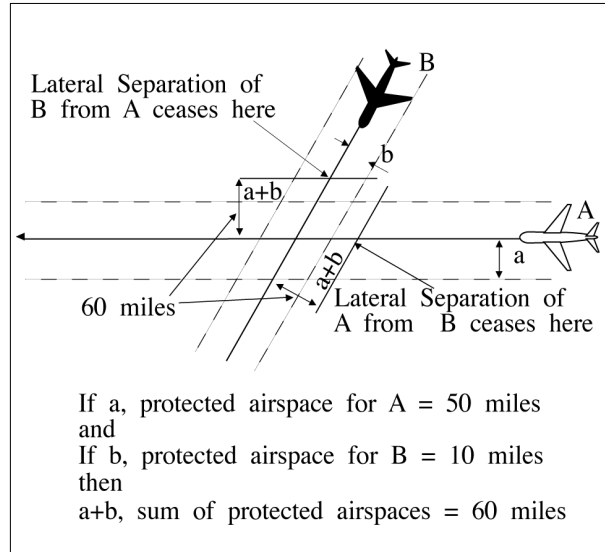 B
Lateral Separation of
B from A ceases here
b
a+b
A
a
a+b
60 miles
Lateral Separation of
A from B ceases here
If a, protected airspace for A = 50 miles
and
If b, protected airspace for B = 10 miles
then
a+b, sum of protected airspaces = 60 miles